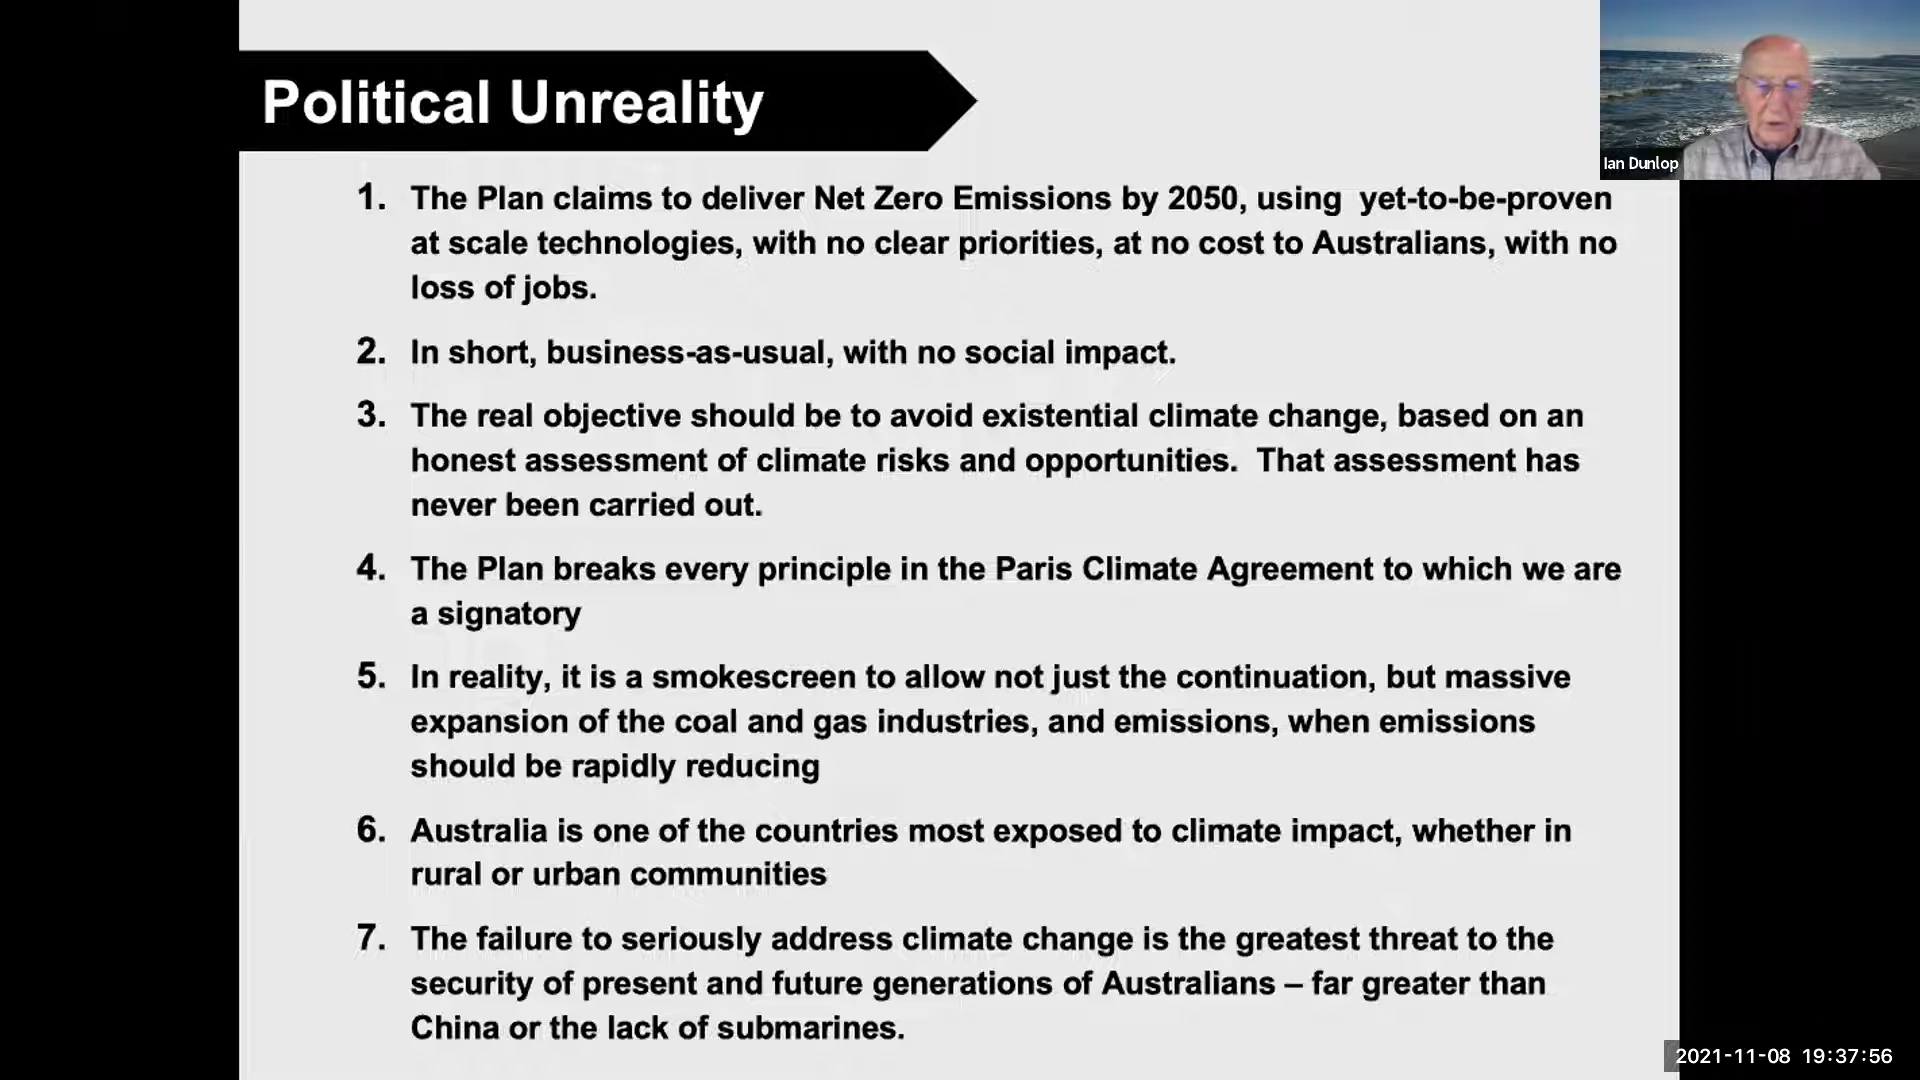 Political Unreality
Ian Dunlop
1. The Plan claims to deliver Net Zero Emissions by 2050, using  yet-to-be-proven
at scale technologies, with no clear priorities, at no cost to Australians, with no
loss of jobs.
2. In short, business-as-usual, with no social impact.
3. The real objective should be to avoid existential climate change, based on an
honest assessment of climate risks and opportunities.  That assessment has
never been carried out.
4. The Plan breaks every principle in the Paris Climate Agreement to which we are
a signatory
5. In reality, it is a smokescreen to allow not just the continuation, but massive
expansion of the coal and gas industries, and emissions, when emissions
should be rapidly reducing
6. Australia is one of the countries most exposed to climate impact, whether in
rural or urban communities
7. The failure to seriously address climate change is the greatest threat to the
security of present and future generations of Australians – far greater than
China or the lack of submarines.
2021-11-08 19:37:56